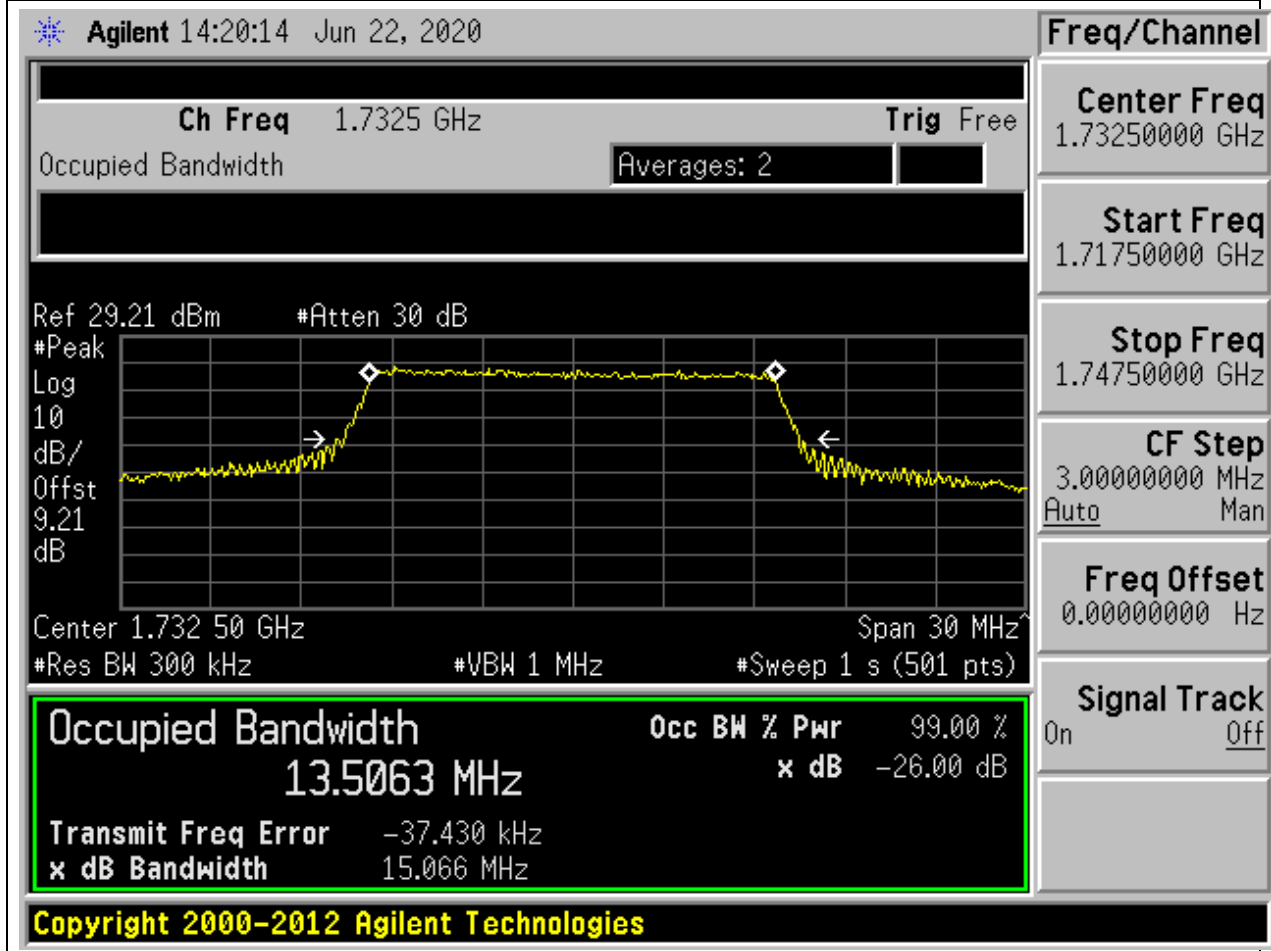 Agilent 14:20:14 Jun 22, 2020
Freq/Channel
Ch Freq 1.7325 GHz
Trig Free
Occupied Bandwidth
Averages: 2
Ref 29.21 dBm #Atten 30 dB
#Peak
Log
10
dB/
Offst
9.21
dB
Center 1.732 50 GHz
Span 30 MHz^
#Res BW 300 kHz #VBW 1 MHz #Sweep 1 s (501 pts)
Occupied Bandwidth
13.5063 MHz
Occ BW % Pwr 99.00 %
x dB -26.00 dB
Transmit Freq Error -37.430 kHz
x dB Bandwidth 15.066 MHz
Copyright 2000-2012 Agilent Technologies
Center Freq
1.73250000 GHz
Start Freq
1.71750000 GHz
Stop Freq
1.74750000 GHz
CF Step
3.00000000 MHz
Auto Man
Freq Offset
0.00000000 Hz
Signal Track
On Off